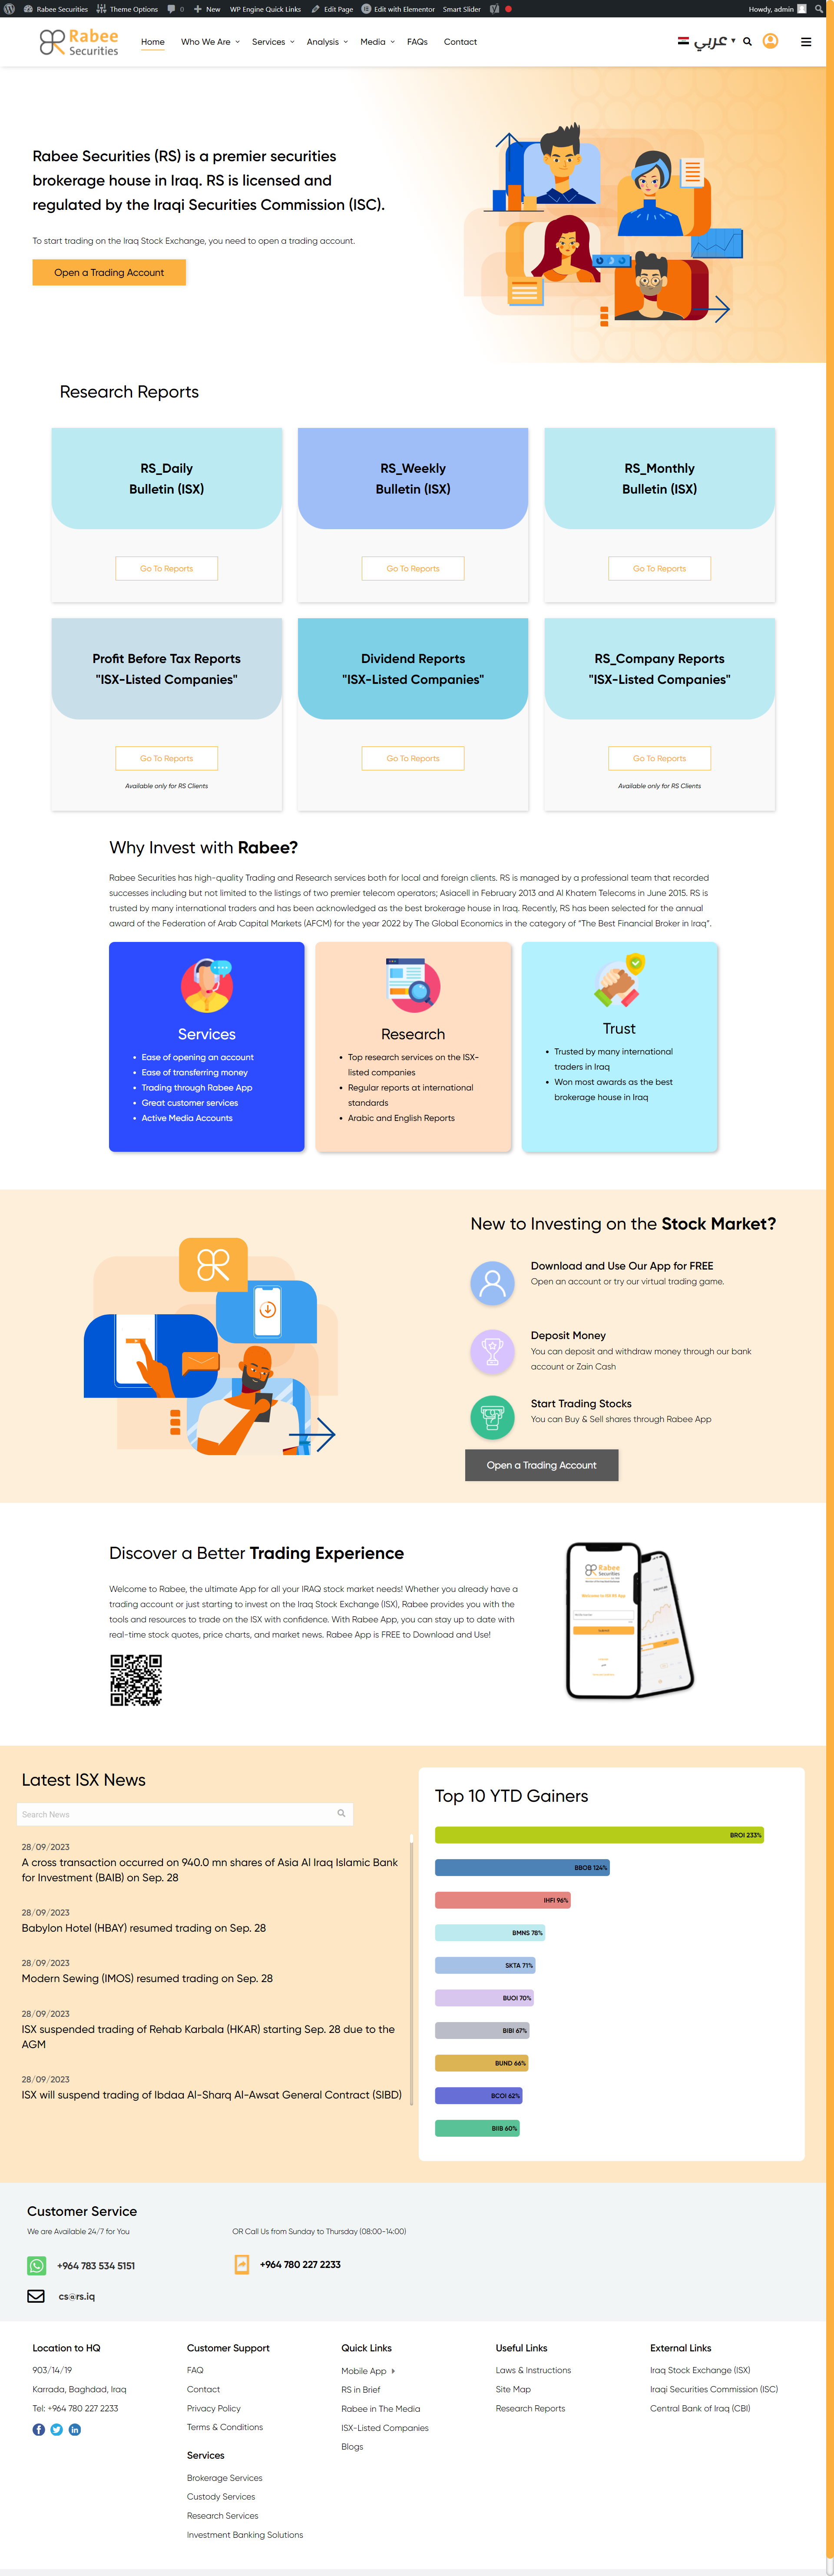 Rabee Securities
Theme Options
0
New
WP Engine Quick Links
Edit Page
Edit with Elementor
Smart Slider
Howdy, admin
Rabee
Securities
Home
Who We Are
Services
Analysis
Media
FAQs
Contact
عربي
Rabee Securities (RS) is a premier securities
brokerage house in Iraq. RS is licensed and
regulated by the Iraqi Securities Commission (ISC).
To start trading on the Iraq Stock Exchange, you need to open a trading account.
Open a Trading Account
Research Reports
RS_Daily
Bulletin (ISX)
Go To Reports
RS_Weekly
Bulletin (ISX)
Go To Reports
RS_Monthly
Bulletin (ISX)
Go To Reports
Profit Before Tax Reports
"ISX-Listed Companies"
Go To Reports
Available only for RS Clients
Dividend Reports
"ISX-Listed Companies"
Go To Reports
RS_Company Reports
"ISX-Listed Companies"
Go To Reports
Available only for RS Clients
Why Invest with Rabee?
Rabee Securities has high-quality Trading and Research services both for local and foreign clients. RS is managed by a professional team that recorded
successes including but not limited to the listings of two premier telecom operators; Asiacell in February 2013 and Al Khatem Telecoms in June 2015. RS is
trusted by many international traders and has been acknowledged as the best brokerage house in Iraq. Recently, RS has been selected for the annual
award of the Federation of Arab Capital Markets (AFCM) for the year 2022 by The Global Economics in the category of “The Best Financial Broker in Iraq”.
Services
• Ease of opening an account
• Ease of transferring money
• Trading through Rabee App
• Great customer services
• Active Media Accounts
Research
• Top research services on the ISX-
listed companies
• Regular reports at international
standards
• Arabic and English Reports
Trust
• Trusted by many international
traders in Iraq
• Won most awards as the best
brokerage house in Iraq
New to Investing on the Stock Market?
Download and Use Our App for FREE
Open an account or try our virtual trading game.
Deposit Money
You can deposit and withdraw money through our bank
account or Zain Cash
Start Trading Stocks
You can Buy & Sell shares through Rabee App
Open a Trading Account
Discover a Better Trading Experience
Welcome to Rabee, the ultimate App for all your IRAQ stock market needs! Whether you already have a
trading account or just starting to invest on the Iraq Stock Exchange (ISX), Rabee provides you with the
tools and resources to trade on the ISX with confidence. With Rabee App, you can stay up to date with
real-time stock quotes, price charts, and market news. Rabee App is FREE to Download and Use!
Rabee
Securities
Latest ISX News
Search News
28/09/2023
A cross transaction occurred on 940.0 mn shares of Asia Al Iraq Islamic Bank
for Investment (BAIB) on Sep. 28
28/09/2023
Babylon Hotel (HBAY) resumed trading on Sep. 28
28/09/2023
Modern Sewing (IMOS) resumed trading on Sep. 28
28/09/2023
ISX suspended trading of Rehab Karbala (HKAR) starting Sep. 28 due to the
AGM
28/09/2023
ISX will suspend trading of Ibdaa Al-Sharq Al-Awsat General Contract (SIBD)
Top 10 YTD Gainers
BROI 233%
BBOB 124%
IHFI 96%
BMNS 78%
SKTA 71%
BUOI 70%
BIBI 67%
BUND 66%
BCOI 62%
BIIB 60%
Customer Service
We are Available 24/7 for You
OR Call Us from Sunday to Thursday (08:00-14:00)
+964 783 534 5151
+964 780 227 2233
cs@rs.iq
Location to HQ
903/14/19
Karrada, Baghdad, Iraq
Tel: +964 780 227 2233
Customer Support
FAQ
Contact
Privacy Policy
Terms & Conditions
Services
Brokerage Services
Custody Services
Research Services
Investment Banking Solutions
Quick Links
Mobile App
RS in Brief
Rabee in The Media
ISX-Listed Companies
Blogs
Useful Links
Laws & Instructions
Site Map
Research Reports
External Links
Iraq Stock Exchange (ISX)
Iraqi Securities Commission (ISC)
Central Bank of Iraq (CBI)